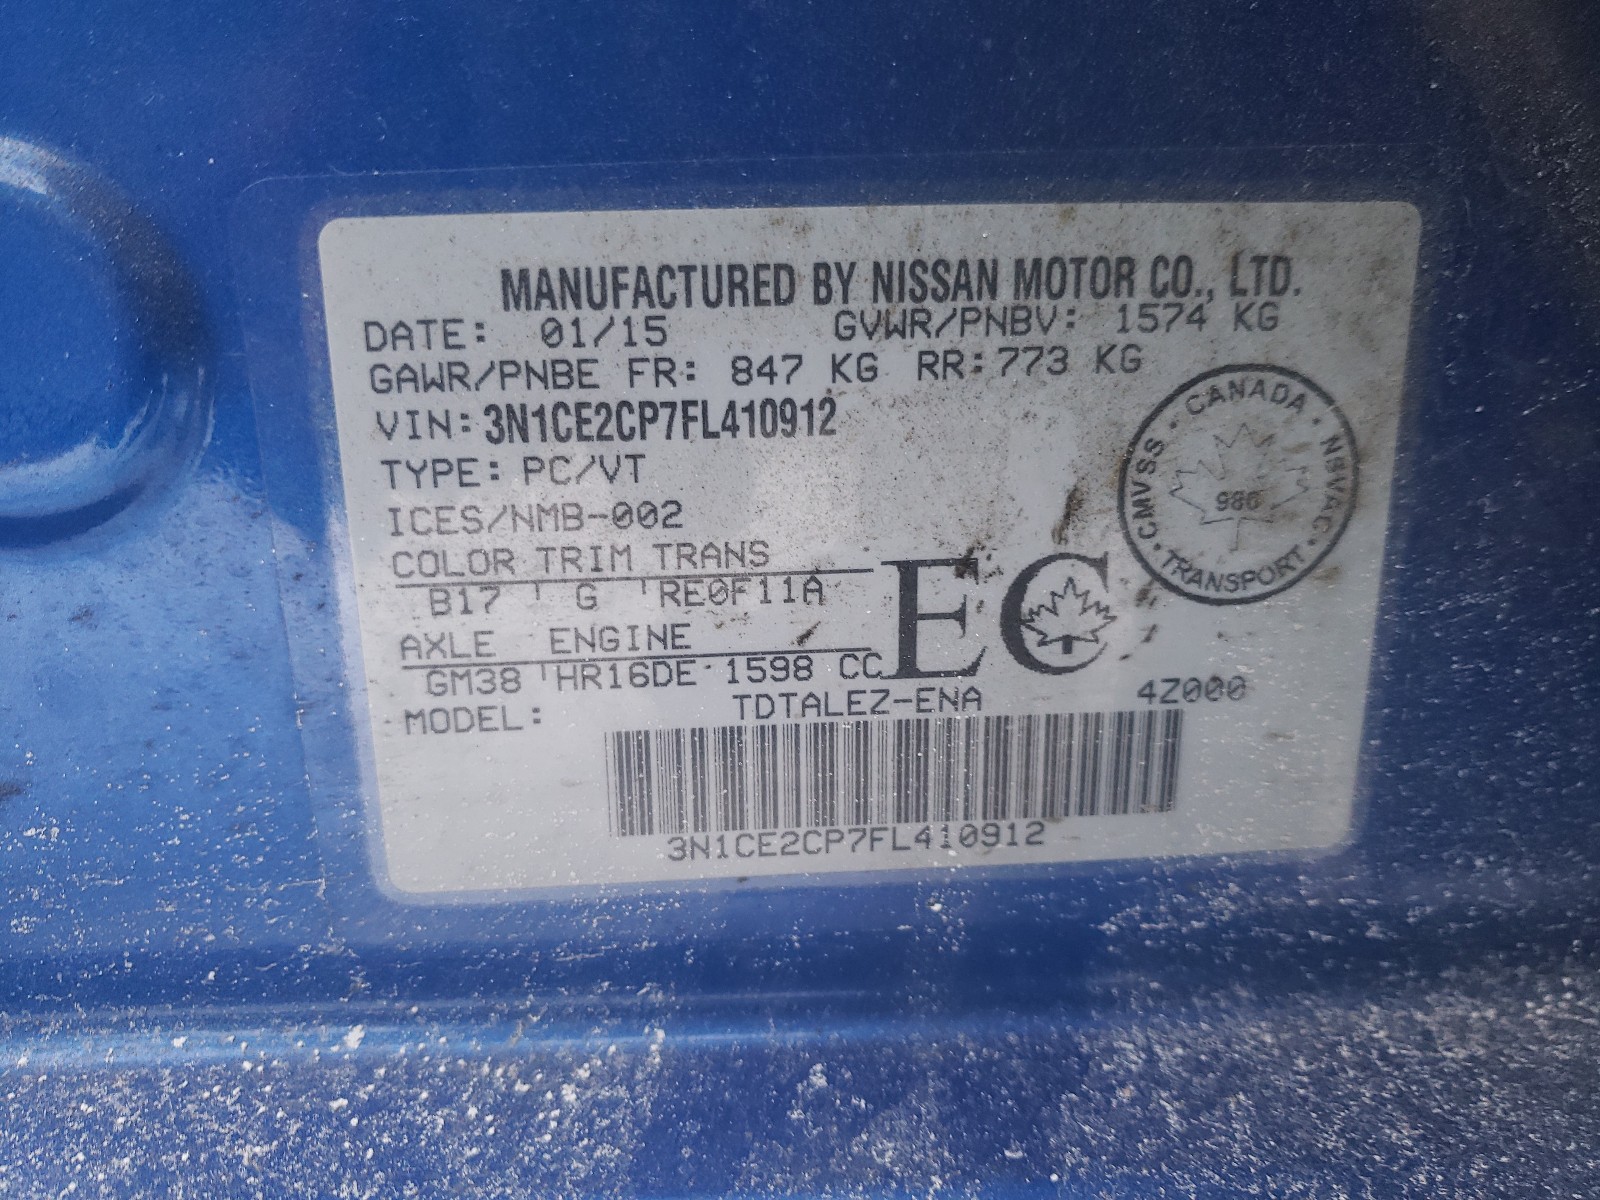 MANUFACTURED BY NISSAN MOTOR CO., LTD.
DATE: 01/15 GVWR/PNBV: 1574 KG
GAWR/PNBE FR: 847 KG RR: 773 KG
VIN: 3N1CE2CP7FL410912
TYPE: PC/VT
ICES/NMB-002
COLOR TRIM TRANS
B17 G RE0F11A
AXLE ENGINE
GM38 HR16DE 1598 CC
MODEL: TDTALEZ-ENA 4Z000
3N1CE2CP7FL410912
EC
CANADA
CMVSS · NSVAC
980
TRANSPORT